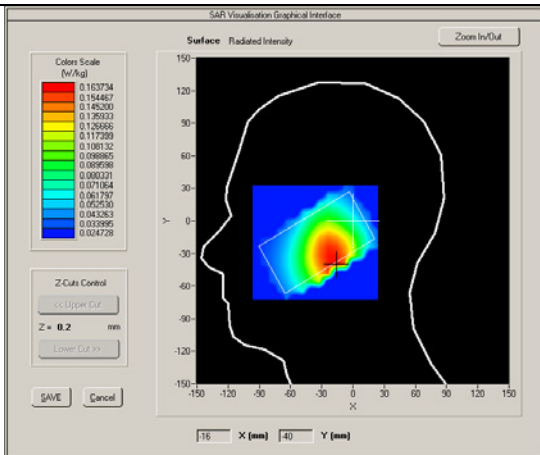 SAR Visualisation Graphical Interface
Surface Radiated Intensity
Zoom In/Out
Colors Scale
(W/kg)
0.163734
0.154467
0.145200
0.135933
0.126666
0.117399
0.108132
0.098865
0.089598
0.080331
0.071064
0.061797
0.052530
0.043263
0.033995
0.024728
150
120
90
60
30
0
-30
-60
-90
-120
-150
Y
-150 -120 -90 -60 -30 0 30 60 90 120 150
X
Z-Cuts Control
<< Upper Cut
Z = 0.2 mm
Lower Cut >>
SAVE Cancel
-16 X (mm) -40 Y (mm)